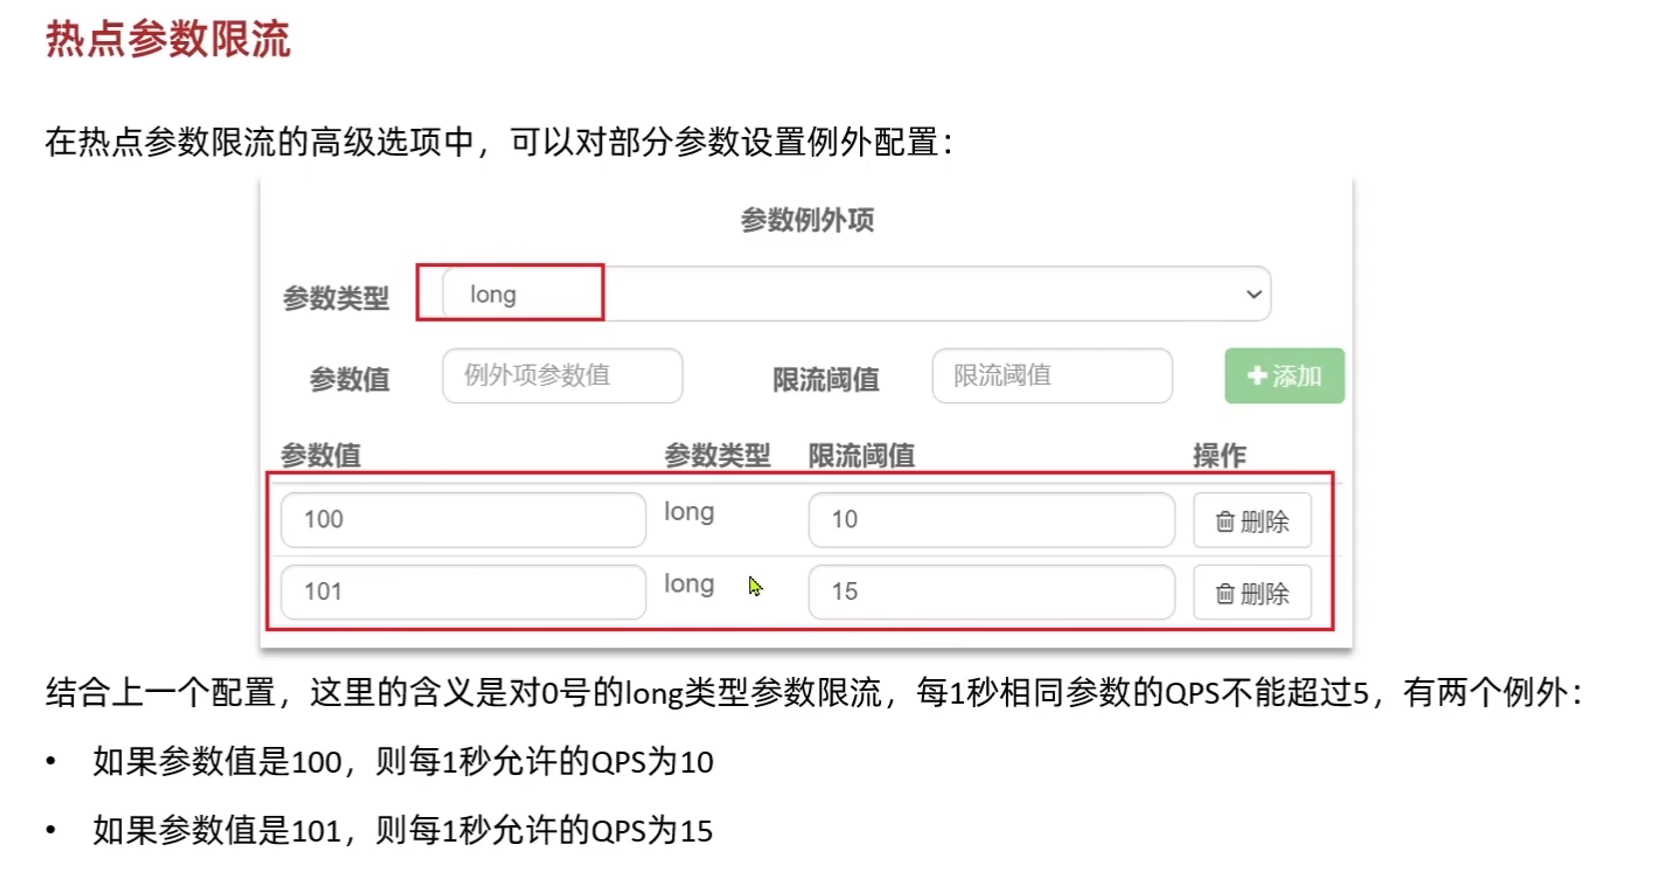 热点参数限流
在热点参数限流的高级选项中，可以对部分参数设置例外配置：
参数例外项
参数类型 long
参数值 例外项参数值 限流阈值 限流阈值 添加
参数值 参数类型 限流阈值 操作
100 long 10 删除
101 long 15 删除
结合上一个配置，这里的含义是对0号的long类型参数限流，每1秒相同参数的QPS不能超过5，有两个例外：
• 如果参数值是100，则每1秒允许的QPS为10
• 如果参数值是101，则每1秒允许的QPS为15